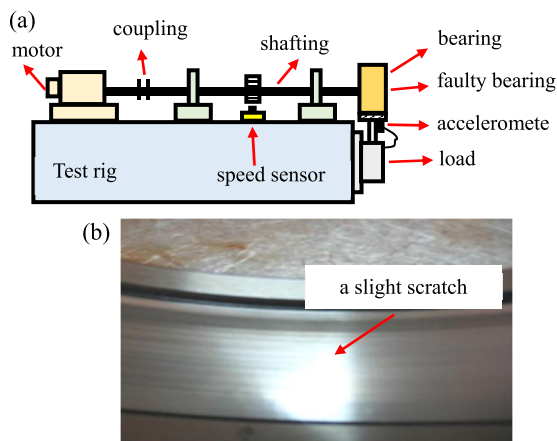 (a)
coupling
motor
shafting
bearing
faulty bearing
acceleromete
load
Test rig
speed sensor
(b)
a slight scratch